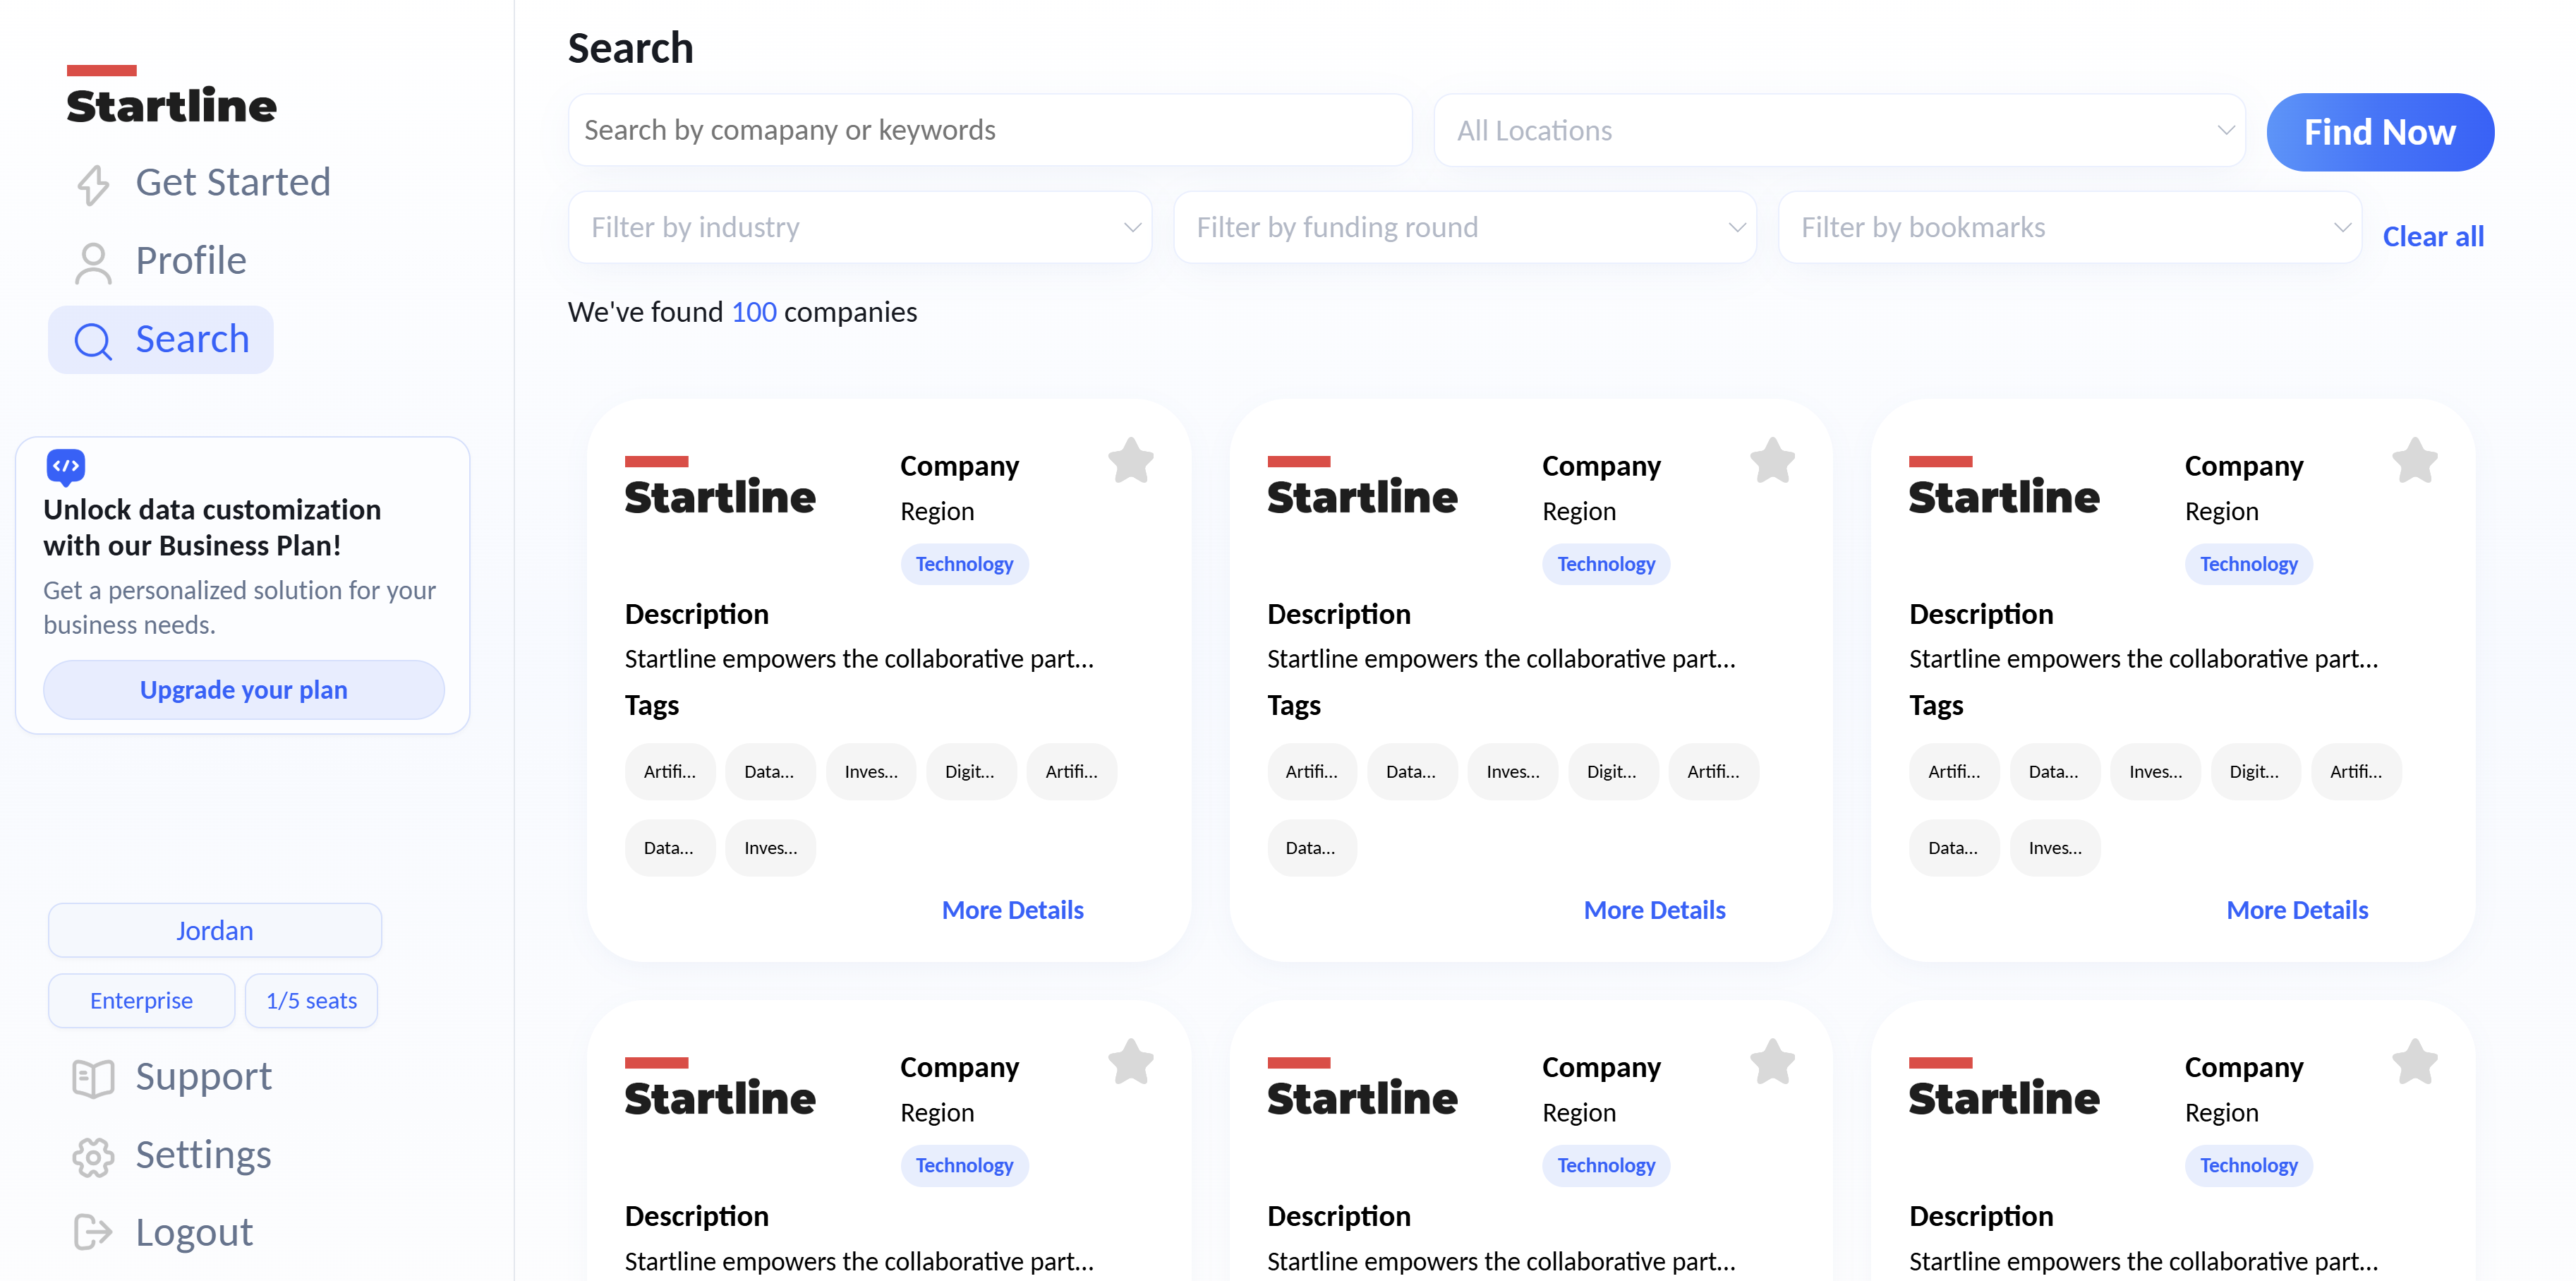 Startline
Get Started
Profile
Search
Unlock data customization
with our Business Plan!
Get a personalized solution for your
business needs.
Upgrade your plan
Jordan
Enterprise
1/5 seats
Support
Settings
Logout
Search
Search by comapany or keywords
All Locations
Find Now
Filter by industry
Filter by funding round
Filter by bookmarks
Clear all
We've found 100 companies
Startline
Company
Region
Technology
Description
Startline empowers the collaborative part...
Tags
Artifi...
Data...
Inves...
Digit...
Artifi...
Data...
Inves...
More Details
Startline
Company
Region
Technology
Description
Startline empowers the collaborative part...
Tags
Artifi...
Data...
Inves...
Digit...
Artifi...
Data...
More Details
Startline
Company
Region
Technology
Description
Startline empowers the collaborative part...
Tags
Artifi...
Data...
Inves...
Digit...
Artifi...
Data...
Inves...
More Details
Startline
Company
Region
Technology
Description
Startline empowers the collaborative part...
Startline
Company
Region
Technology
Description
Startline empowers the collaborative part...
Startline
Company
Region
Technology
Description
Startline empowers the collaborative part...